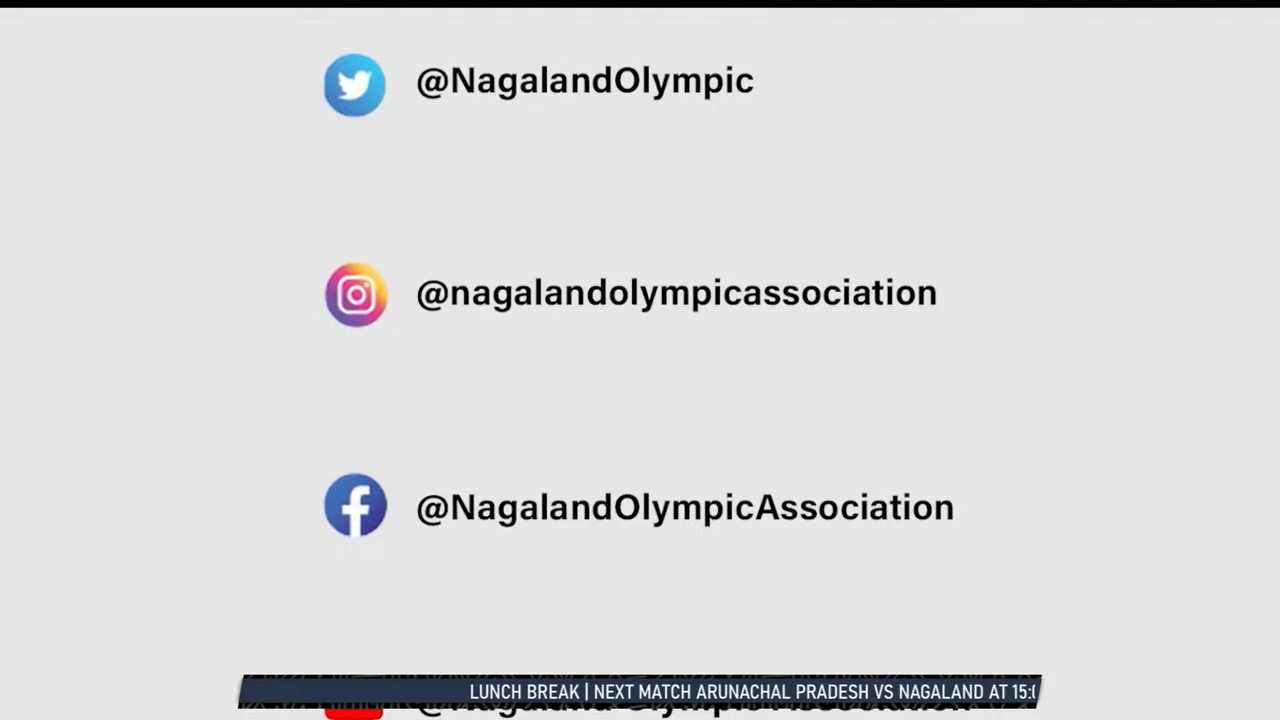 @NagalandOlympic
@nagalandolympicassociation
@NagalandOlympicAssociation
LUNCH BREAK | NEXT MATCH ARUNACHAL PRADESH VS NAGALAND AT 15: